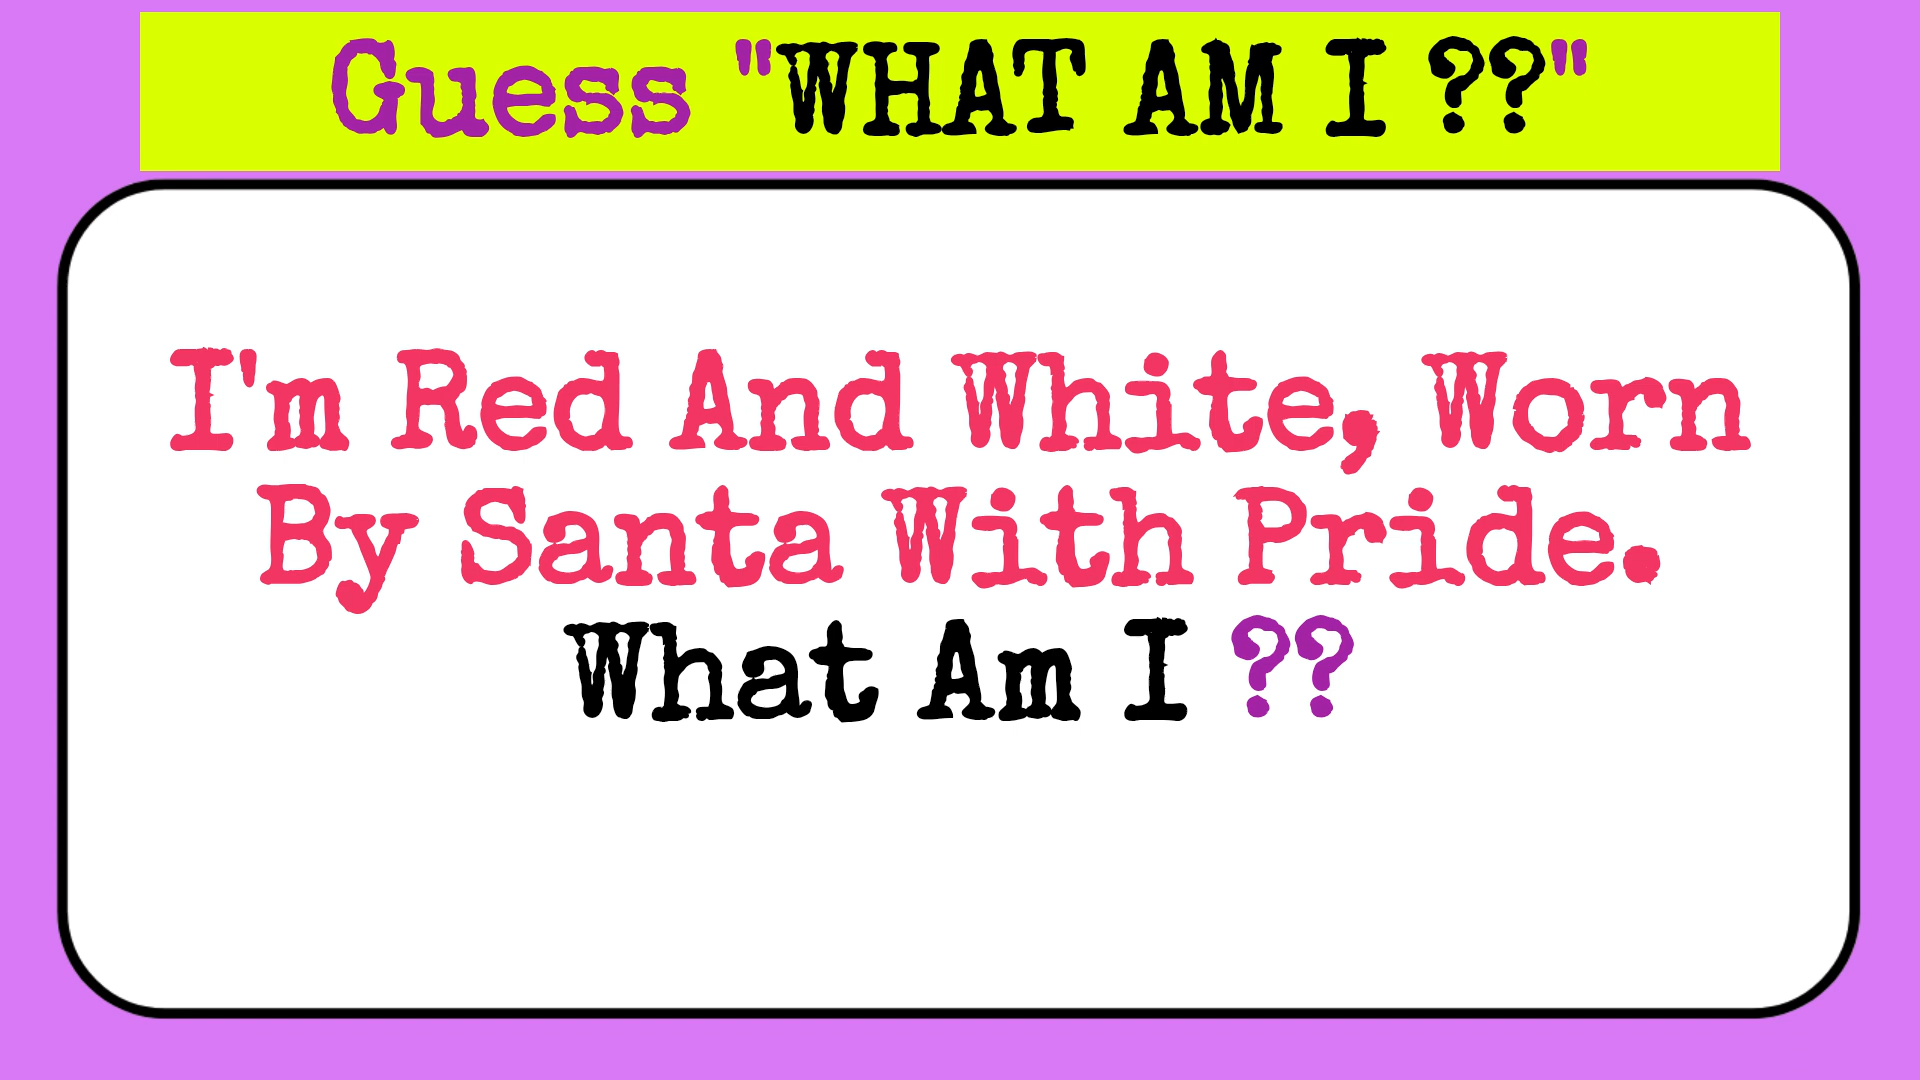 Guess "WHAT AM I ??"
I'm Red And White, Worn
By Santa With Pride.
What Am I ??